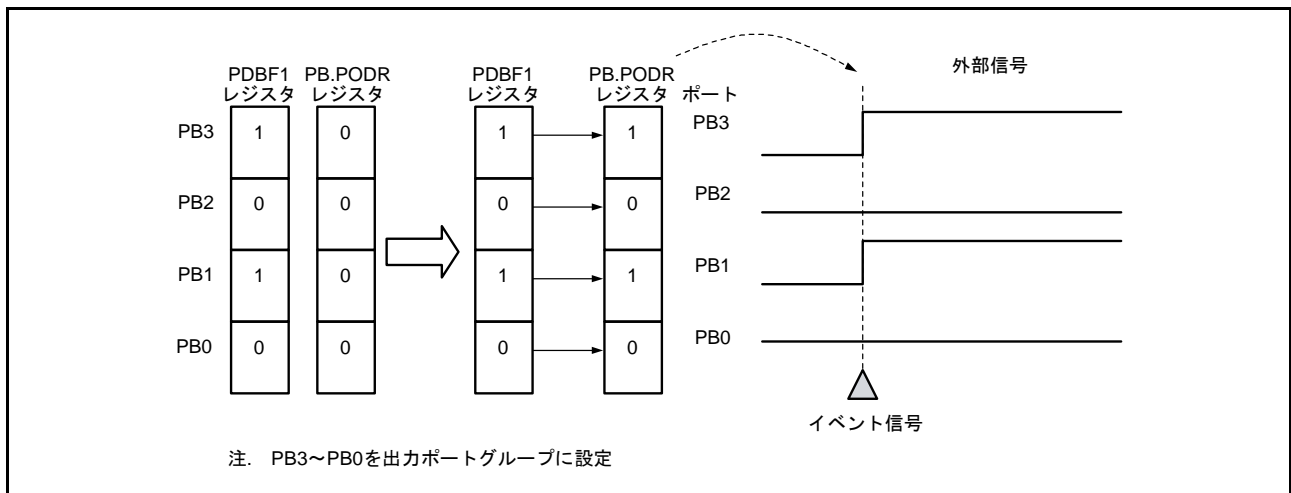 PDBF1 PB.PODR PDBF1 PB.PODR 外部信号
レジスタ レジスタ レジスタ レジスタ ポート
PB3 1 0 1 1 PB3
PB2 0 0 0 0 PB2
PB1 1 0 1 1 PB1
PB0 0 0 0 0 PB0
イベント信号
注. PB3～PB0を出力ポートグループに設定